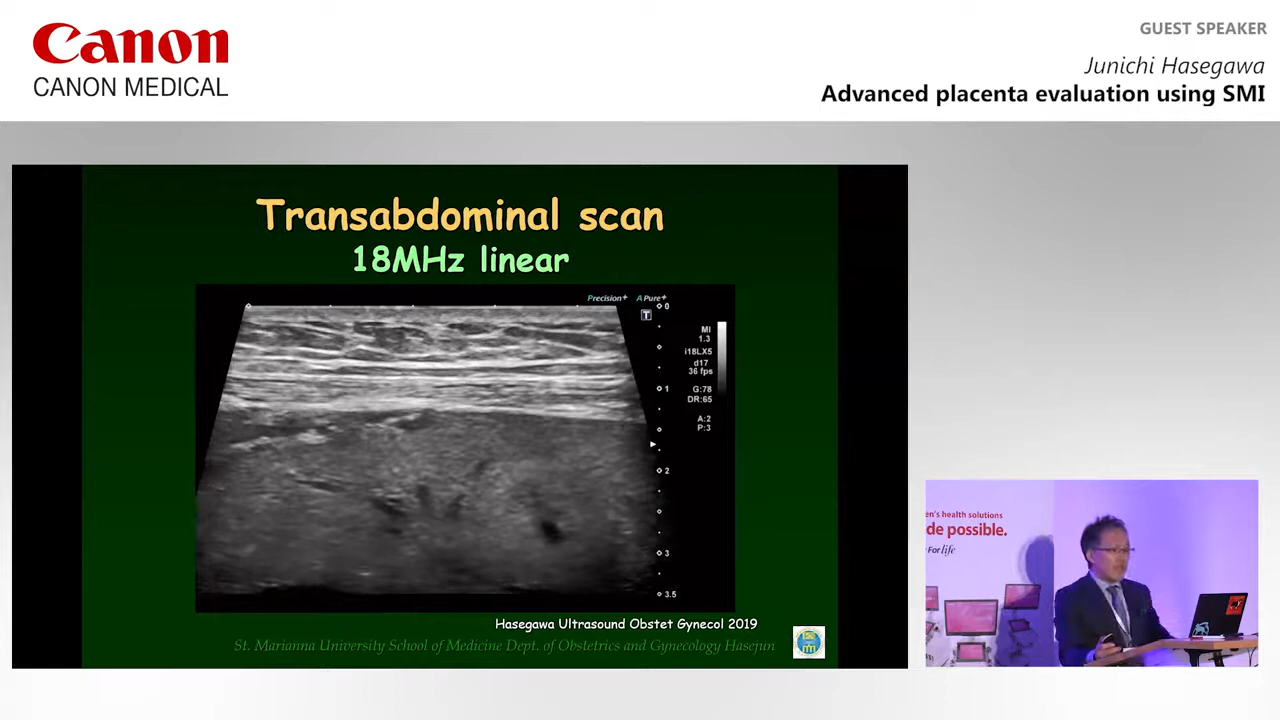 Canon
CANON MEDICAL
GUEST SPEAKER
Junichi Hasegawa
Advanced placenta evaluation using SMI
Transabdominal scan
18MHz linear
Precision+ A Pure+
T
0
MI
1.3
i18LX5
d17
36 fps
1
G:78
DR:65
A:2
P:3
2
3
3.5
Hasegawa Ultrasound Obstet Gynecol 2019
St. Marianna University School of Medicine Dept. of Obstetrics and Gynecology Hasejun
en's health solutions
de possible.
For life